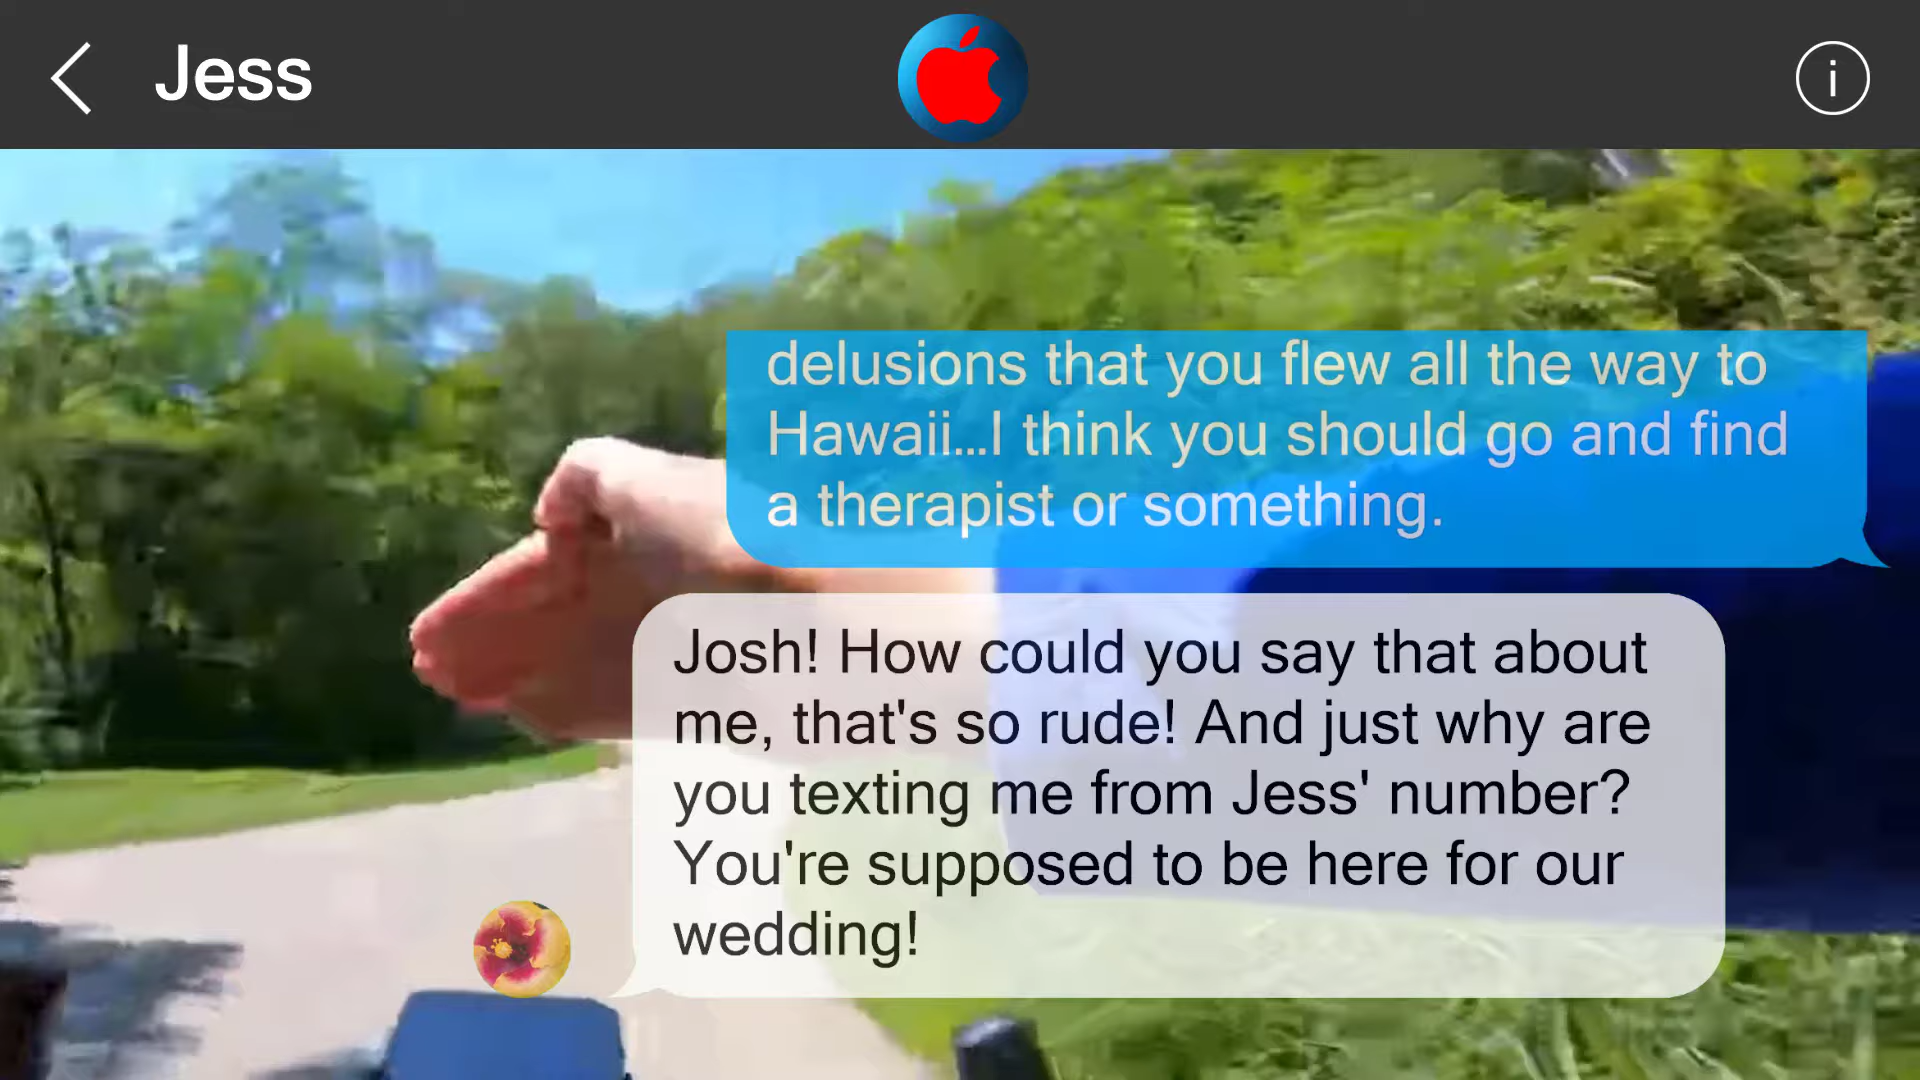 Jess
i
delusions that you flew all the way to
Hawaii...I think you should go and find
a therapist or something.
Josh! How could you say that about
me, that's so rude! And just why are
you texting me from Jess' number?
You're supposed to be here for our
wedding!